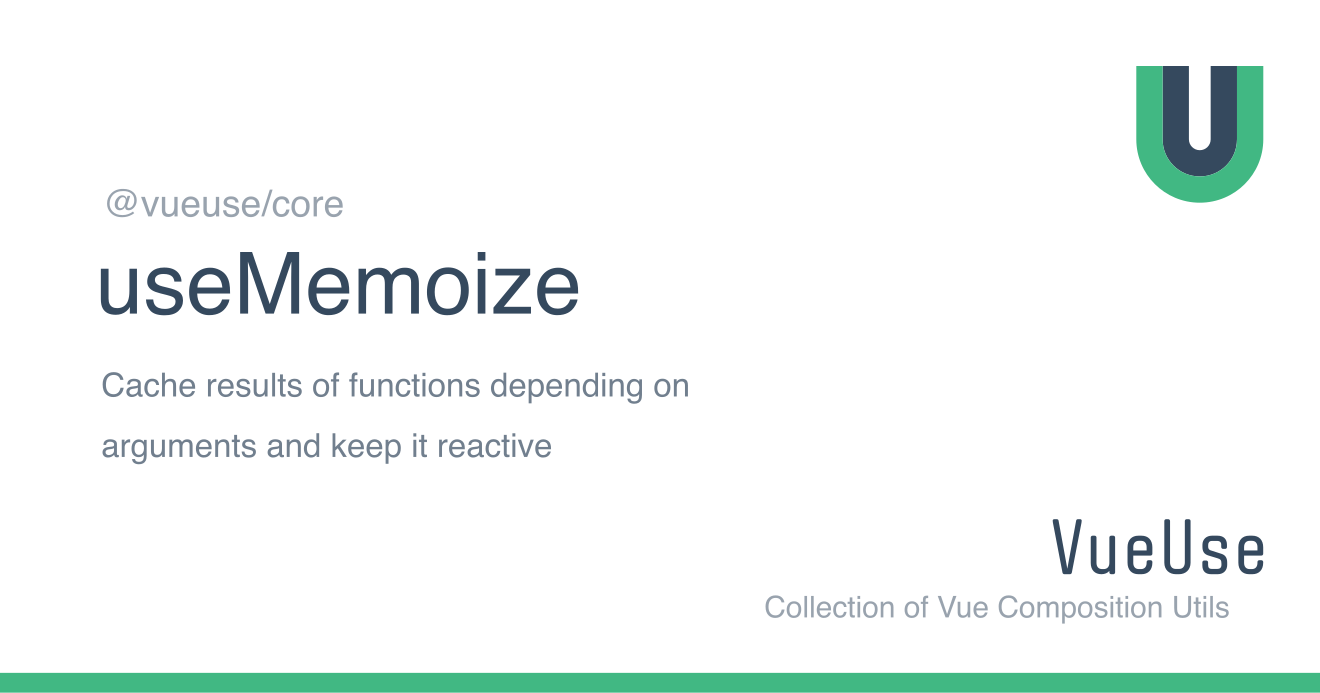 @vueuse/core
useMemoize
Cache results of functions depending on
arguments and keep it reactive
VueUse
Collection of Vue Composition Utils